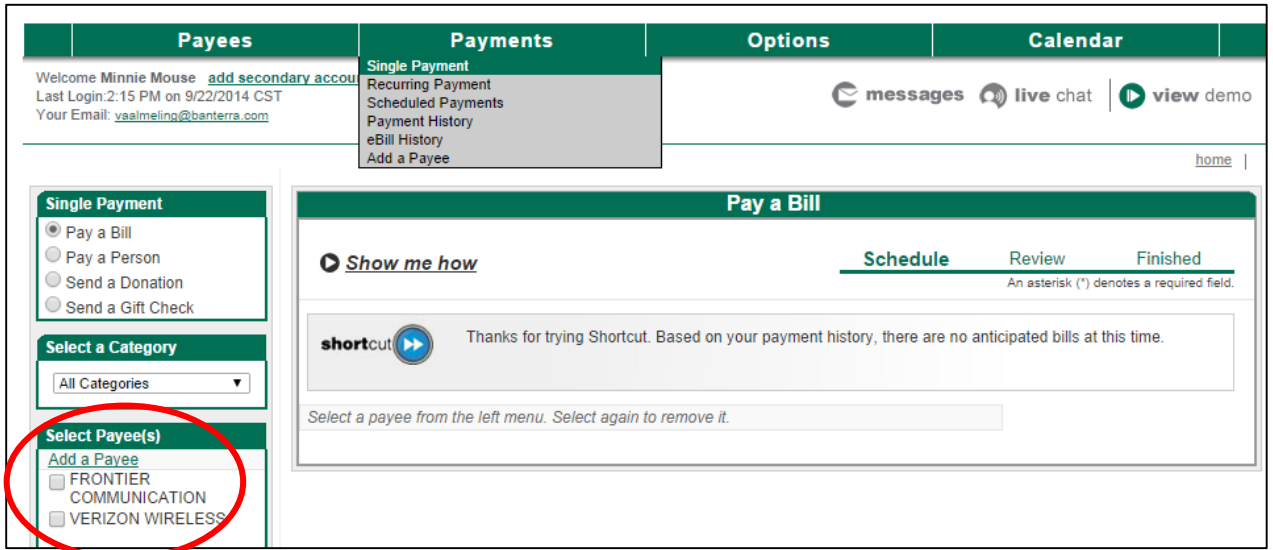 Payees Payments Options Calendar
Welcome Minnie Mouse add secondary accou
Last Login:2:15 PM on 9/22/2014 CST
Your Email: vaalmeling@banterra.com
Single Payment
Recurring Payment
Scheduled Payments
Payment History
eBill History
Add a Payee
messages live chat view demo
home |
Single Payment
Pay a Bill
Pay a Person
Send a Donation
Send a Gift Check
Select a Category
All Categories
Select Payee(s)
Add a Payee
FRONTIER
COMMUNICATION
VERIZON WIRELESS
Pay a Bill
Show me how
Schedule Review Finished
An asterisk (*) denotes a required field.
shortcut
Thanks for trying Shortcut. Based on your payment history, there are no anticipated bills at this time.
Select a payee from the left menu. Select again to remove it.